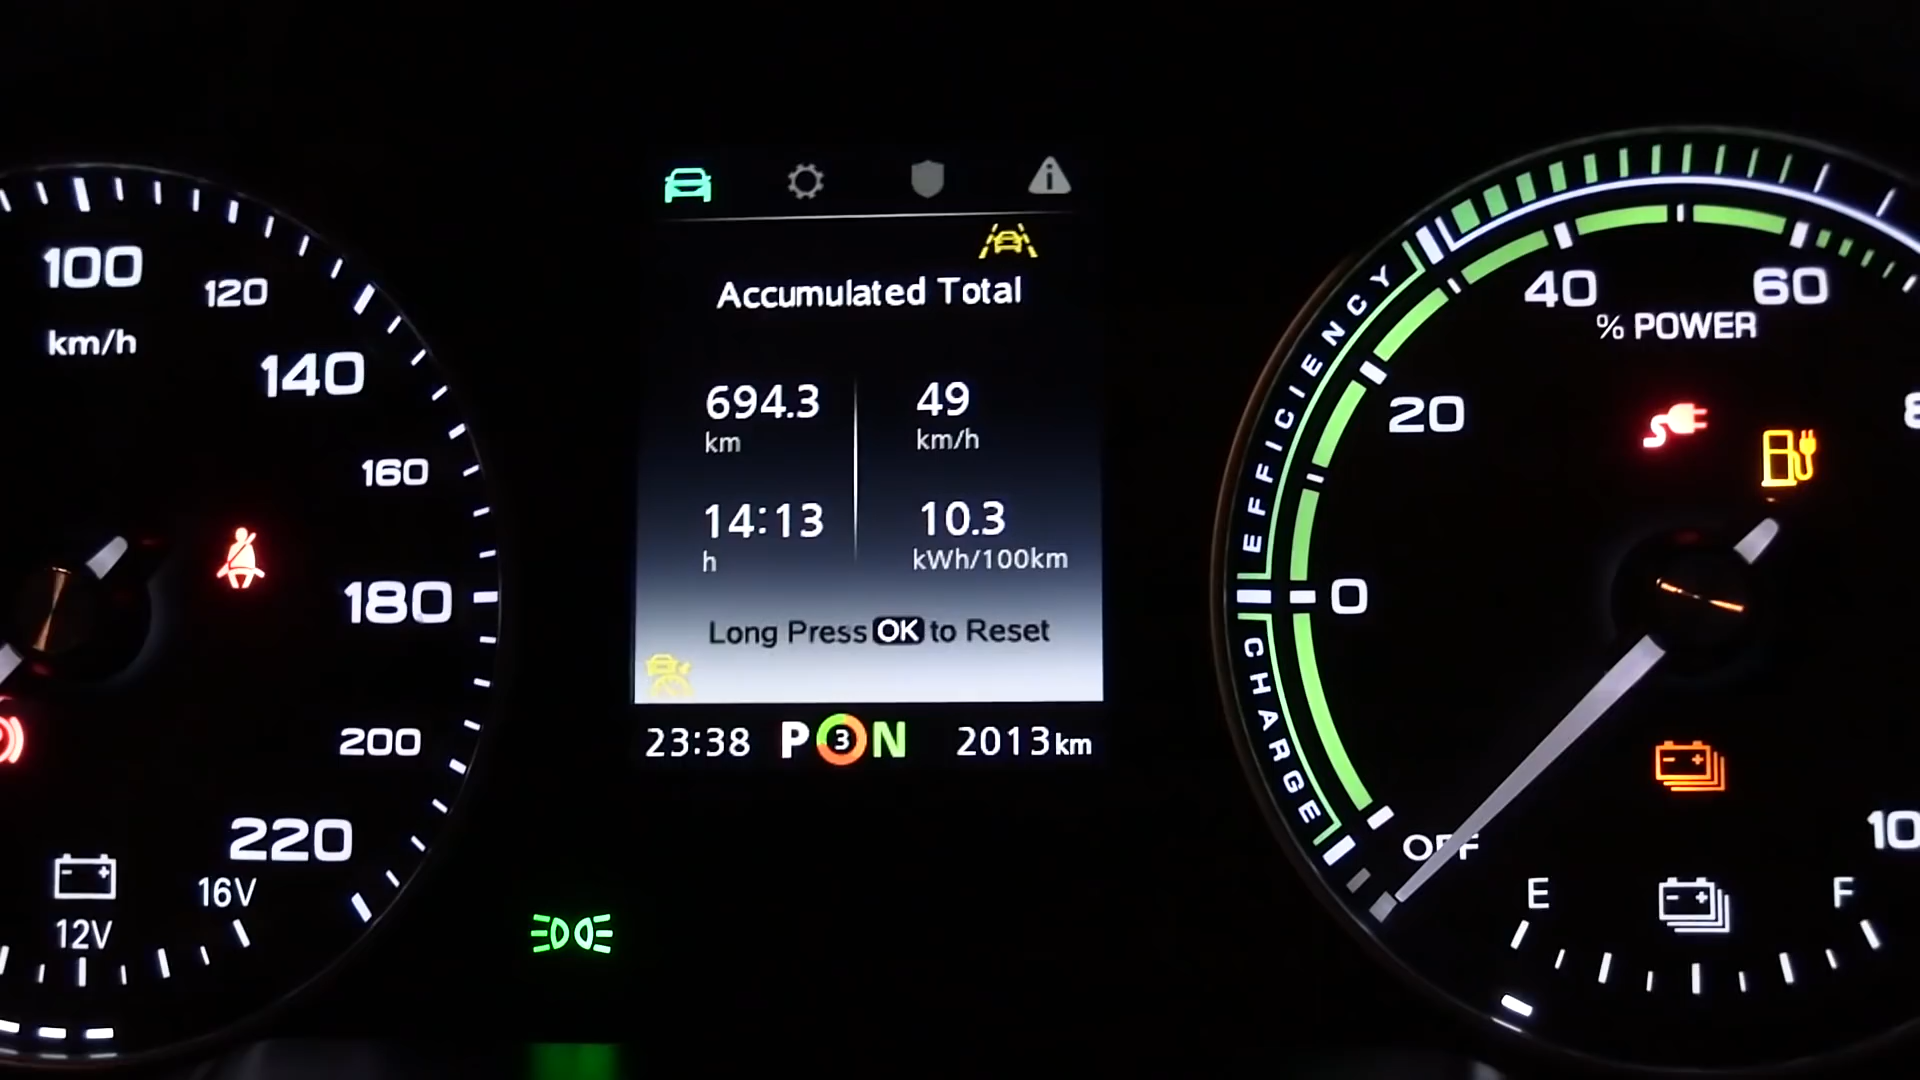 100
120
km/h
140
160
180
200
220
16V
12V
Accumulated Total
694.3
km
49
km/h
14:13
h
10.3
kWh/100km
Long Press OK to Reset
23:38 P 3 N 2013km
EFFICIENCY
CHARGE
40
60
% POWER
20
0
OFF
E
F